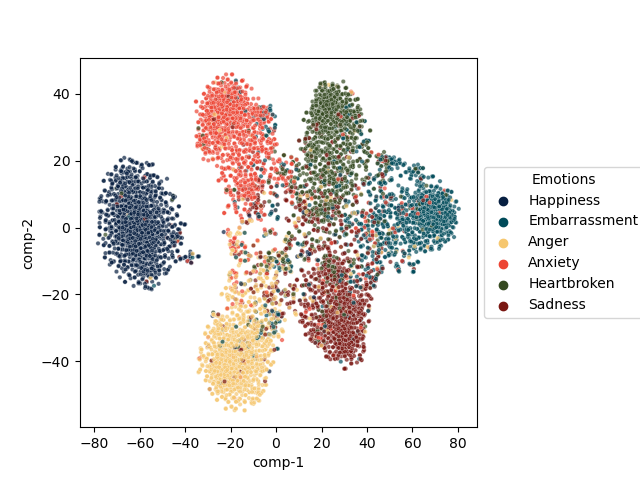 comp-2
40
20
0
−20
−40
−80
−60
−40
−20
0
20
40
60
80
comp-1
Emotions
Happiness
Embarrassment
Anger
Anxiety
Heartbroken
Sadness